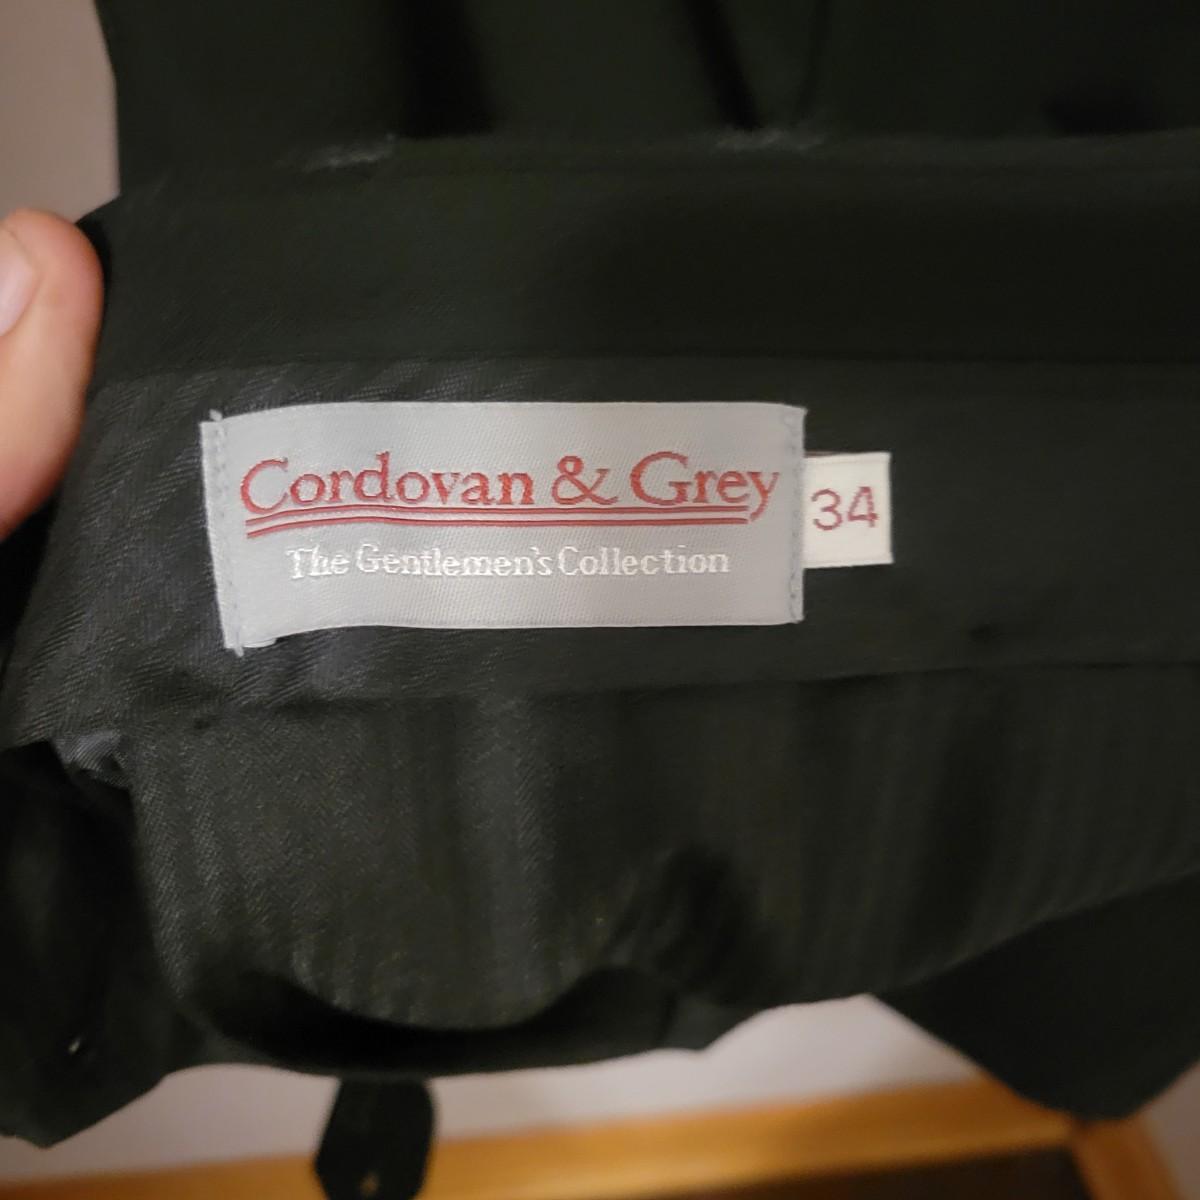 Cordovan & Grey
The Gentlemen's Collection
34